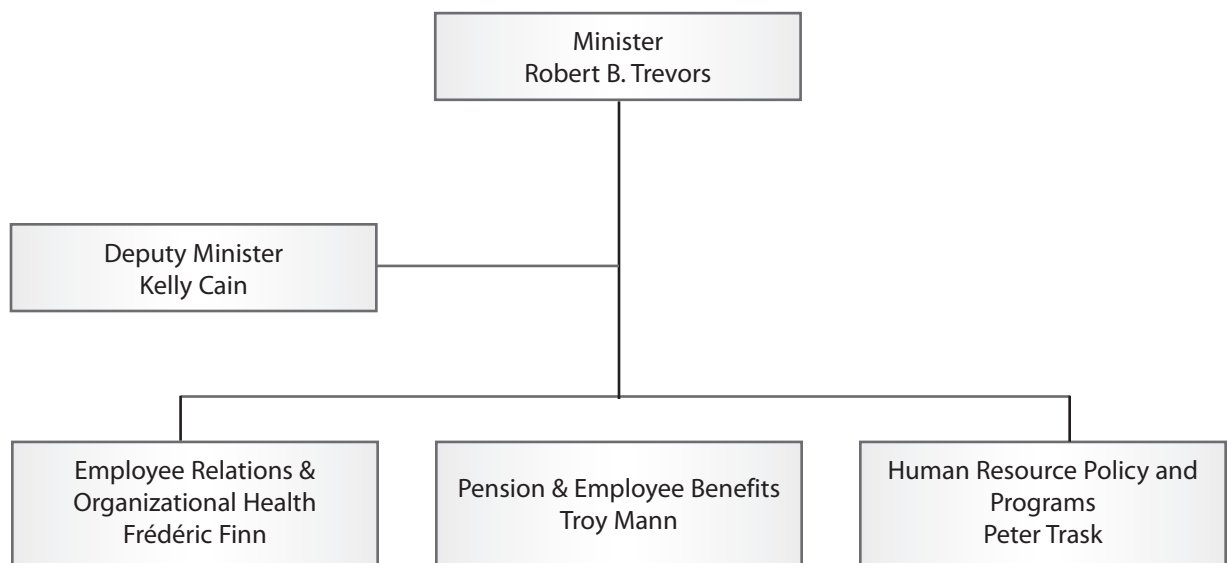 Minister
Robert B. Trevors
Deputy Minister
Kelly Cain
Employee Relations &
Organizational Health
Frédéric Finn
Pension & Employee Benefits
Troy Mann
Human Resource Policy and
Programs
Peter Trask